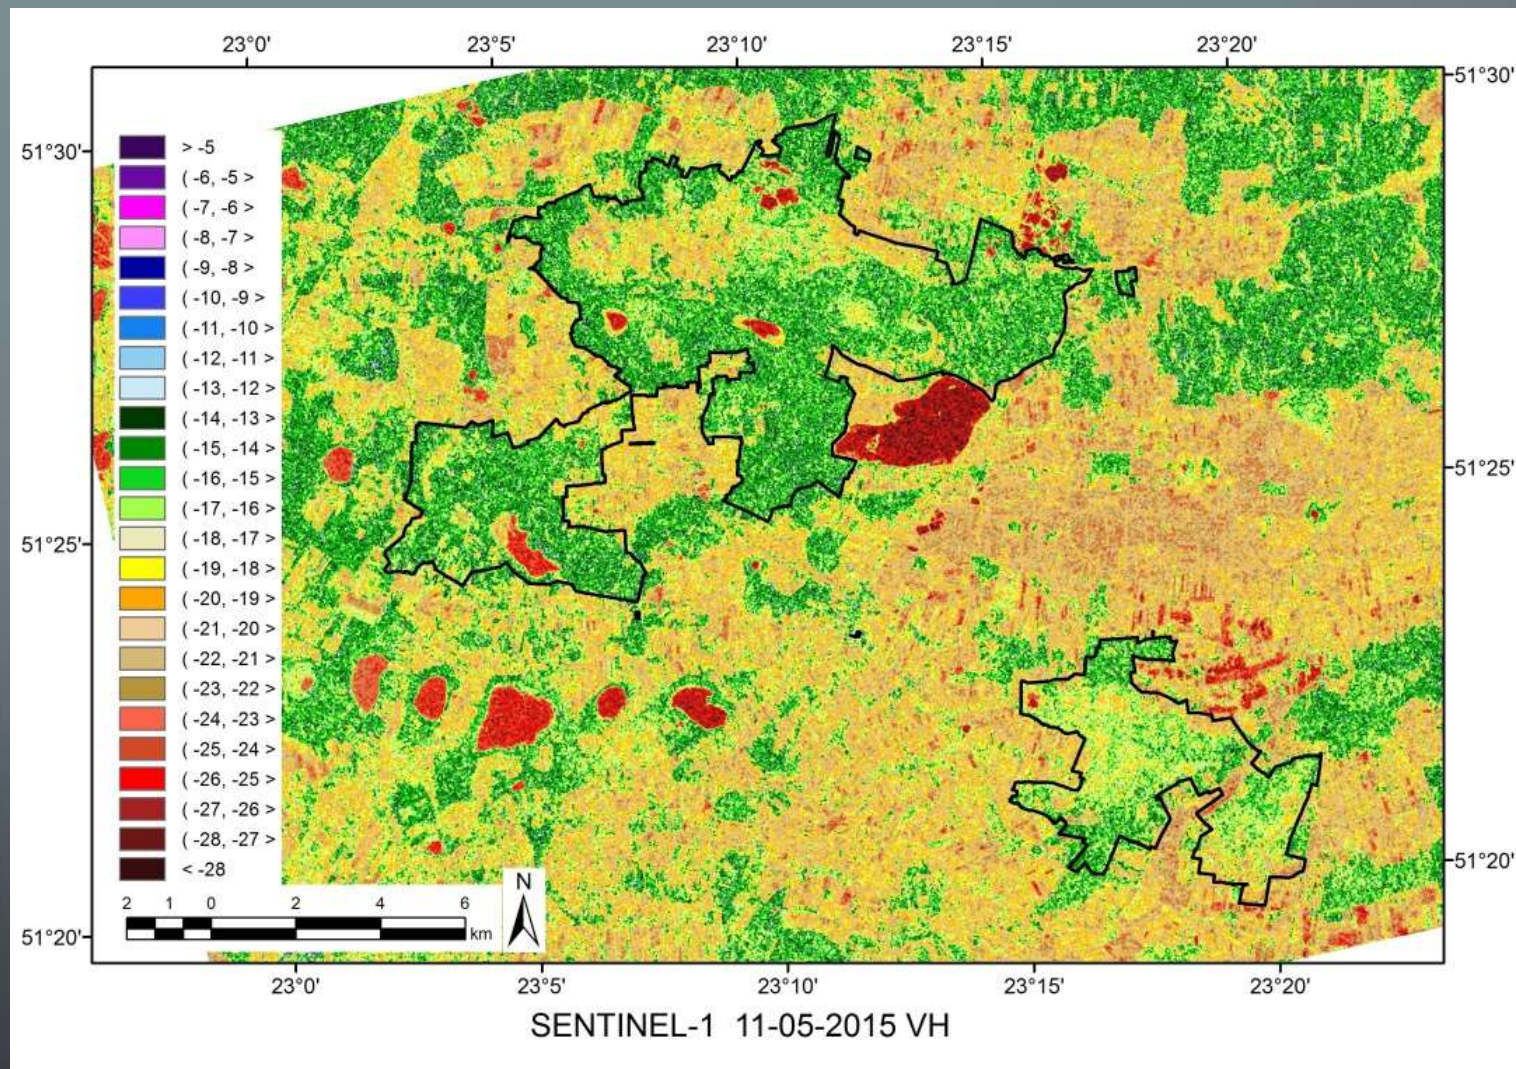 23°0' 23°5' 23°10' 23°15' 23°20'
51°30'
51°30'
> -5
( -6, -5 >
( -7, -6 >
( -8, -7 >
( -9, -8 >
( -10, -9 >
( -11, -10 >
( -12, -11 >
( -13, -12 >
( -14, -13 >
( -15, -14 >
( -16, -15 >
( -17, -16 >
( -18, -17 >
( -19, -18 >
( -20, -19 >
( -21, -20 >
( -22, -21 >
( -23, -22 >
( -24, -23 >
( -25, -24 >
( -26, -25 >
( -27, -26 >
( -28, -27 >
< -28
51°25'
51°25'
51°20'
51°20'
N
2 1 0 2 4 6
km
23°0' 23°5' 23°10' 23°15' 23°20'
SENTINEL-1 11-05-2015 VH